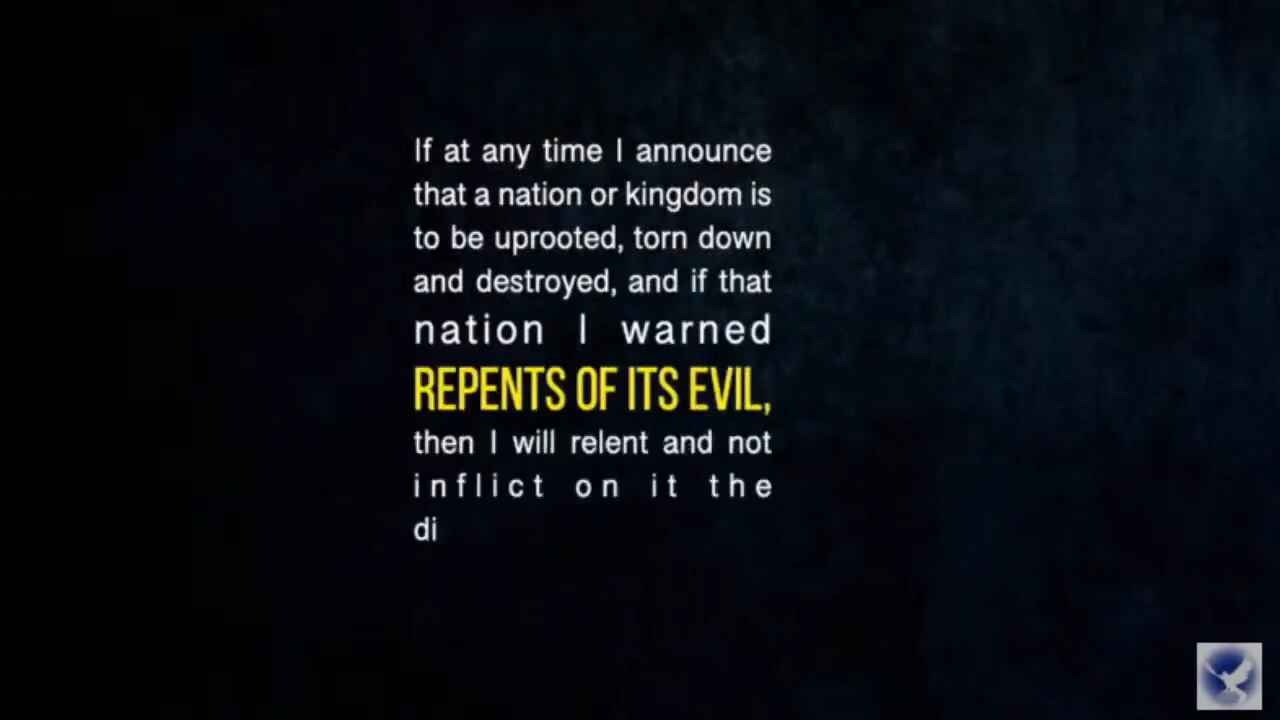 If at any time I announce
that a nation or kingdom is
to be uprooted, torn down
and destroyed, and if that
nation I warned
REPENTS OF ITS EVIL,
then I will relent and not
inflict on it the
di